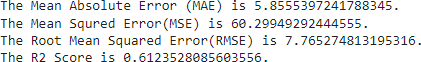 The Mean Absolute Error (MAE) is 5.8555397241788345.
The Mean Squred Error(MSE) is 60.29949292444555.
The Root Mean Squared Error(RMSE) is 7.765274813195316.
The R2 Score is 0.6123528085603556.